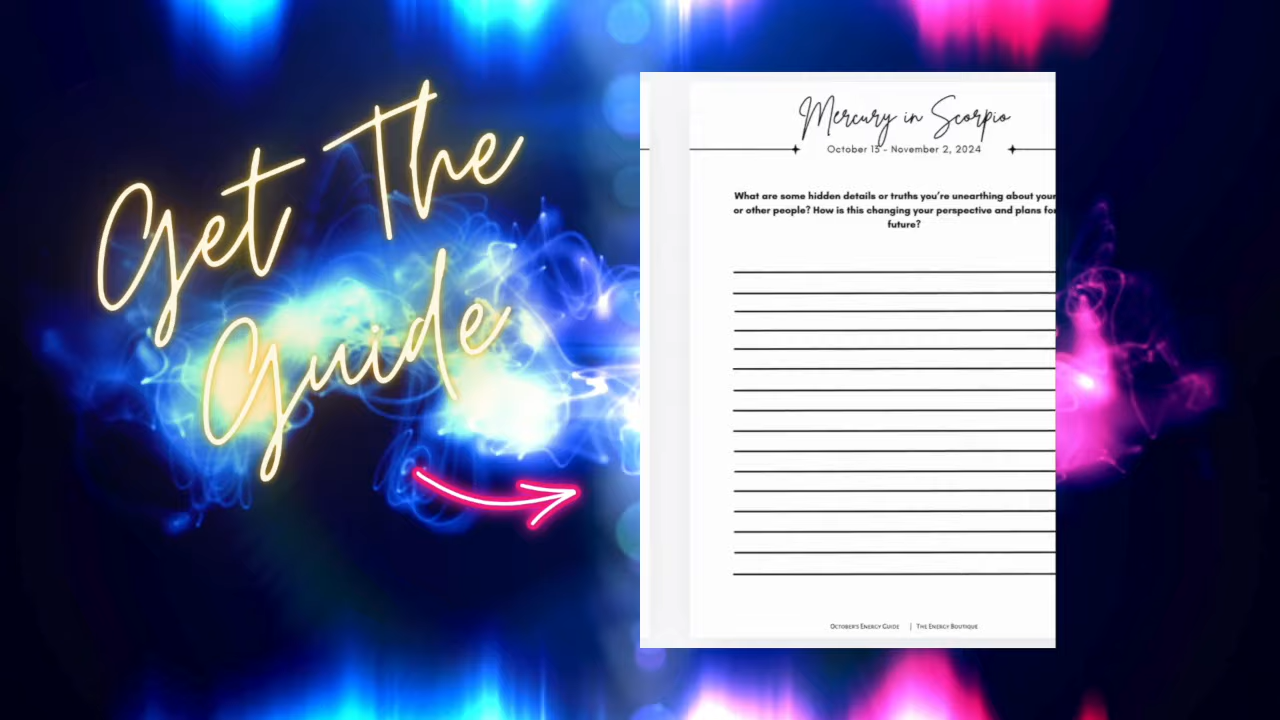 Get The
Guide
Mercury in Scorpio
October 15 - November 2, 2024
What are some hidden details or truths you're unearthing about your
or other people? How is this changing your perspective and plans for
future?
October's Energy Guide | The Energy Boutique